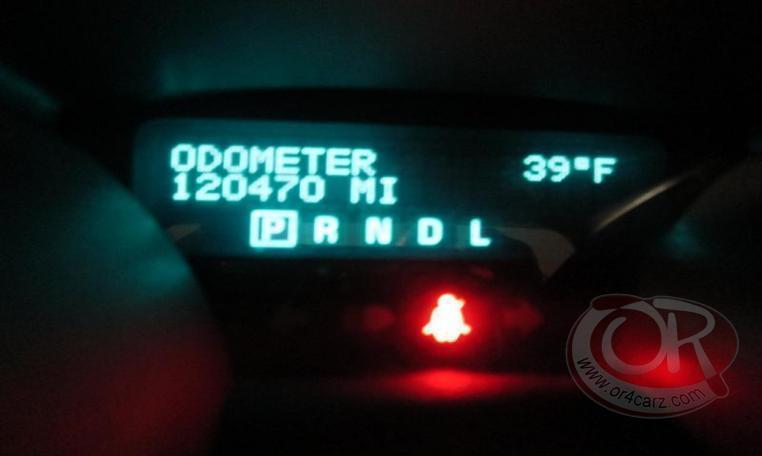 ODOMETER 39°F
120470 MI
P R N D L
OR
www.or4carz.com